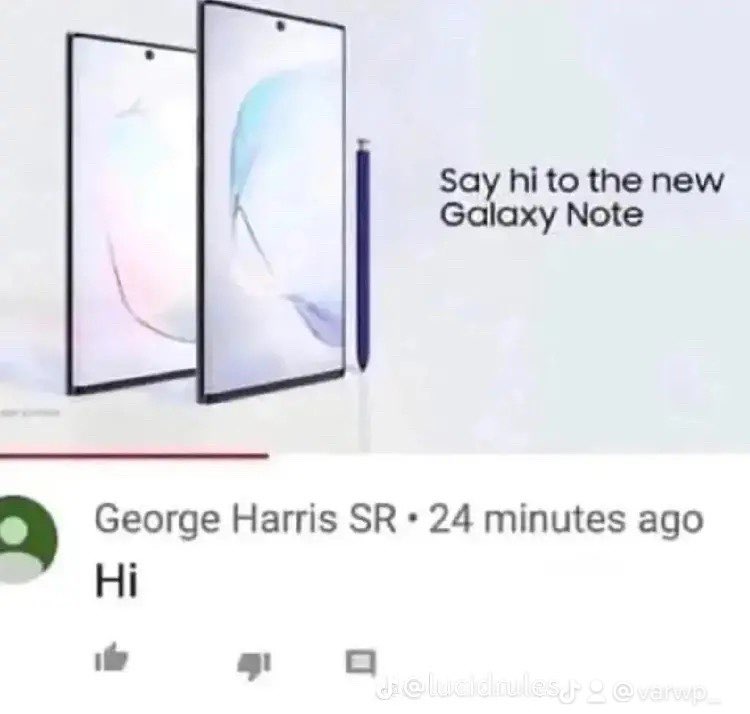 Say hi to the new
Galaxy Note
George Harris SR • 24 minutes ago
Hi
@lucidrules
@varwp_